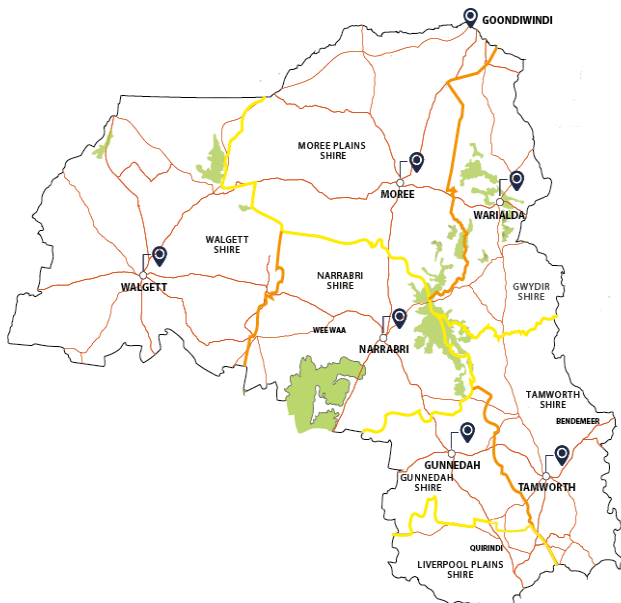 GOONDIWINDI
MOREE PLAINS
SHIRE
MOREE
WARIALDA
WALGETT
SHIRE
WALGETT
NARRABRI
SHIRE
GWYDIR
SHIRE
WEE WAA
NARRABRI
TAMWORTH
SHIRE
BENDEMEER
GUNNEDAH
GUNNEDAH
SHIRE
TAMWORTH
QUIRINDI
LIVERPOOL PLAINS
SHIRE